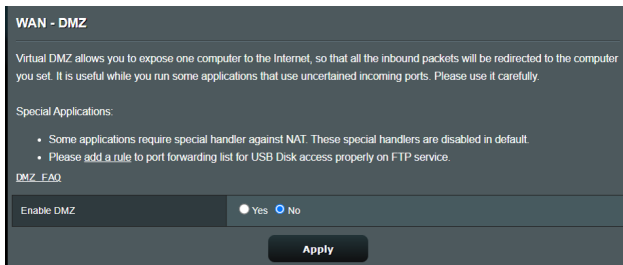 WAN - DMZ
Virtual DMZ allows you to expose one computer to the Internet, so that all the inbound packets will be redirected to the computer
you set. It is useful while you run some applications that use uncertained incoming ports. Please use it carefully.
Special Applications:
• Some applications require special handler against NAT. These special handlers are disabled in default.
• Please add a rule to port forwarding list for USB Disk access properly on FTP service.
DMZ FAQ
Enable DMZ Yes No
Apply